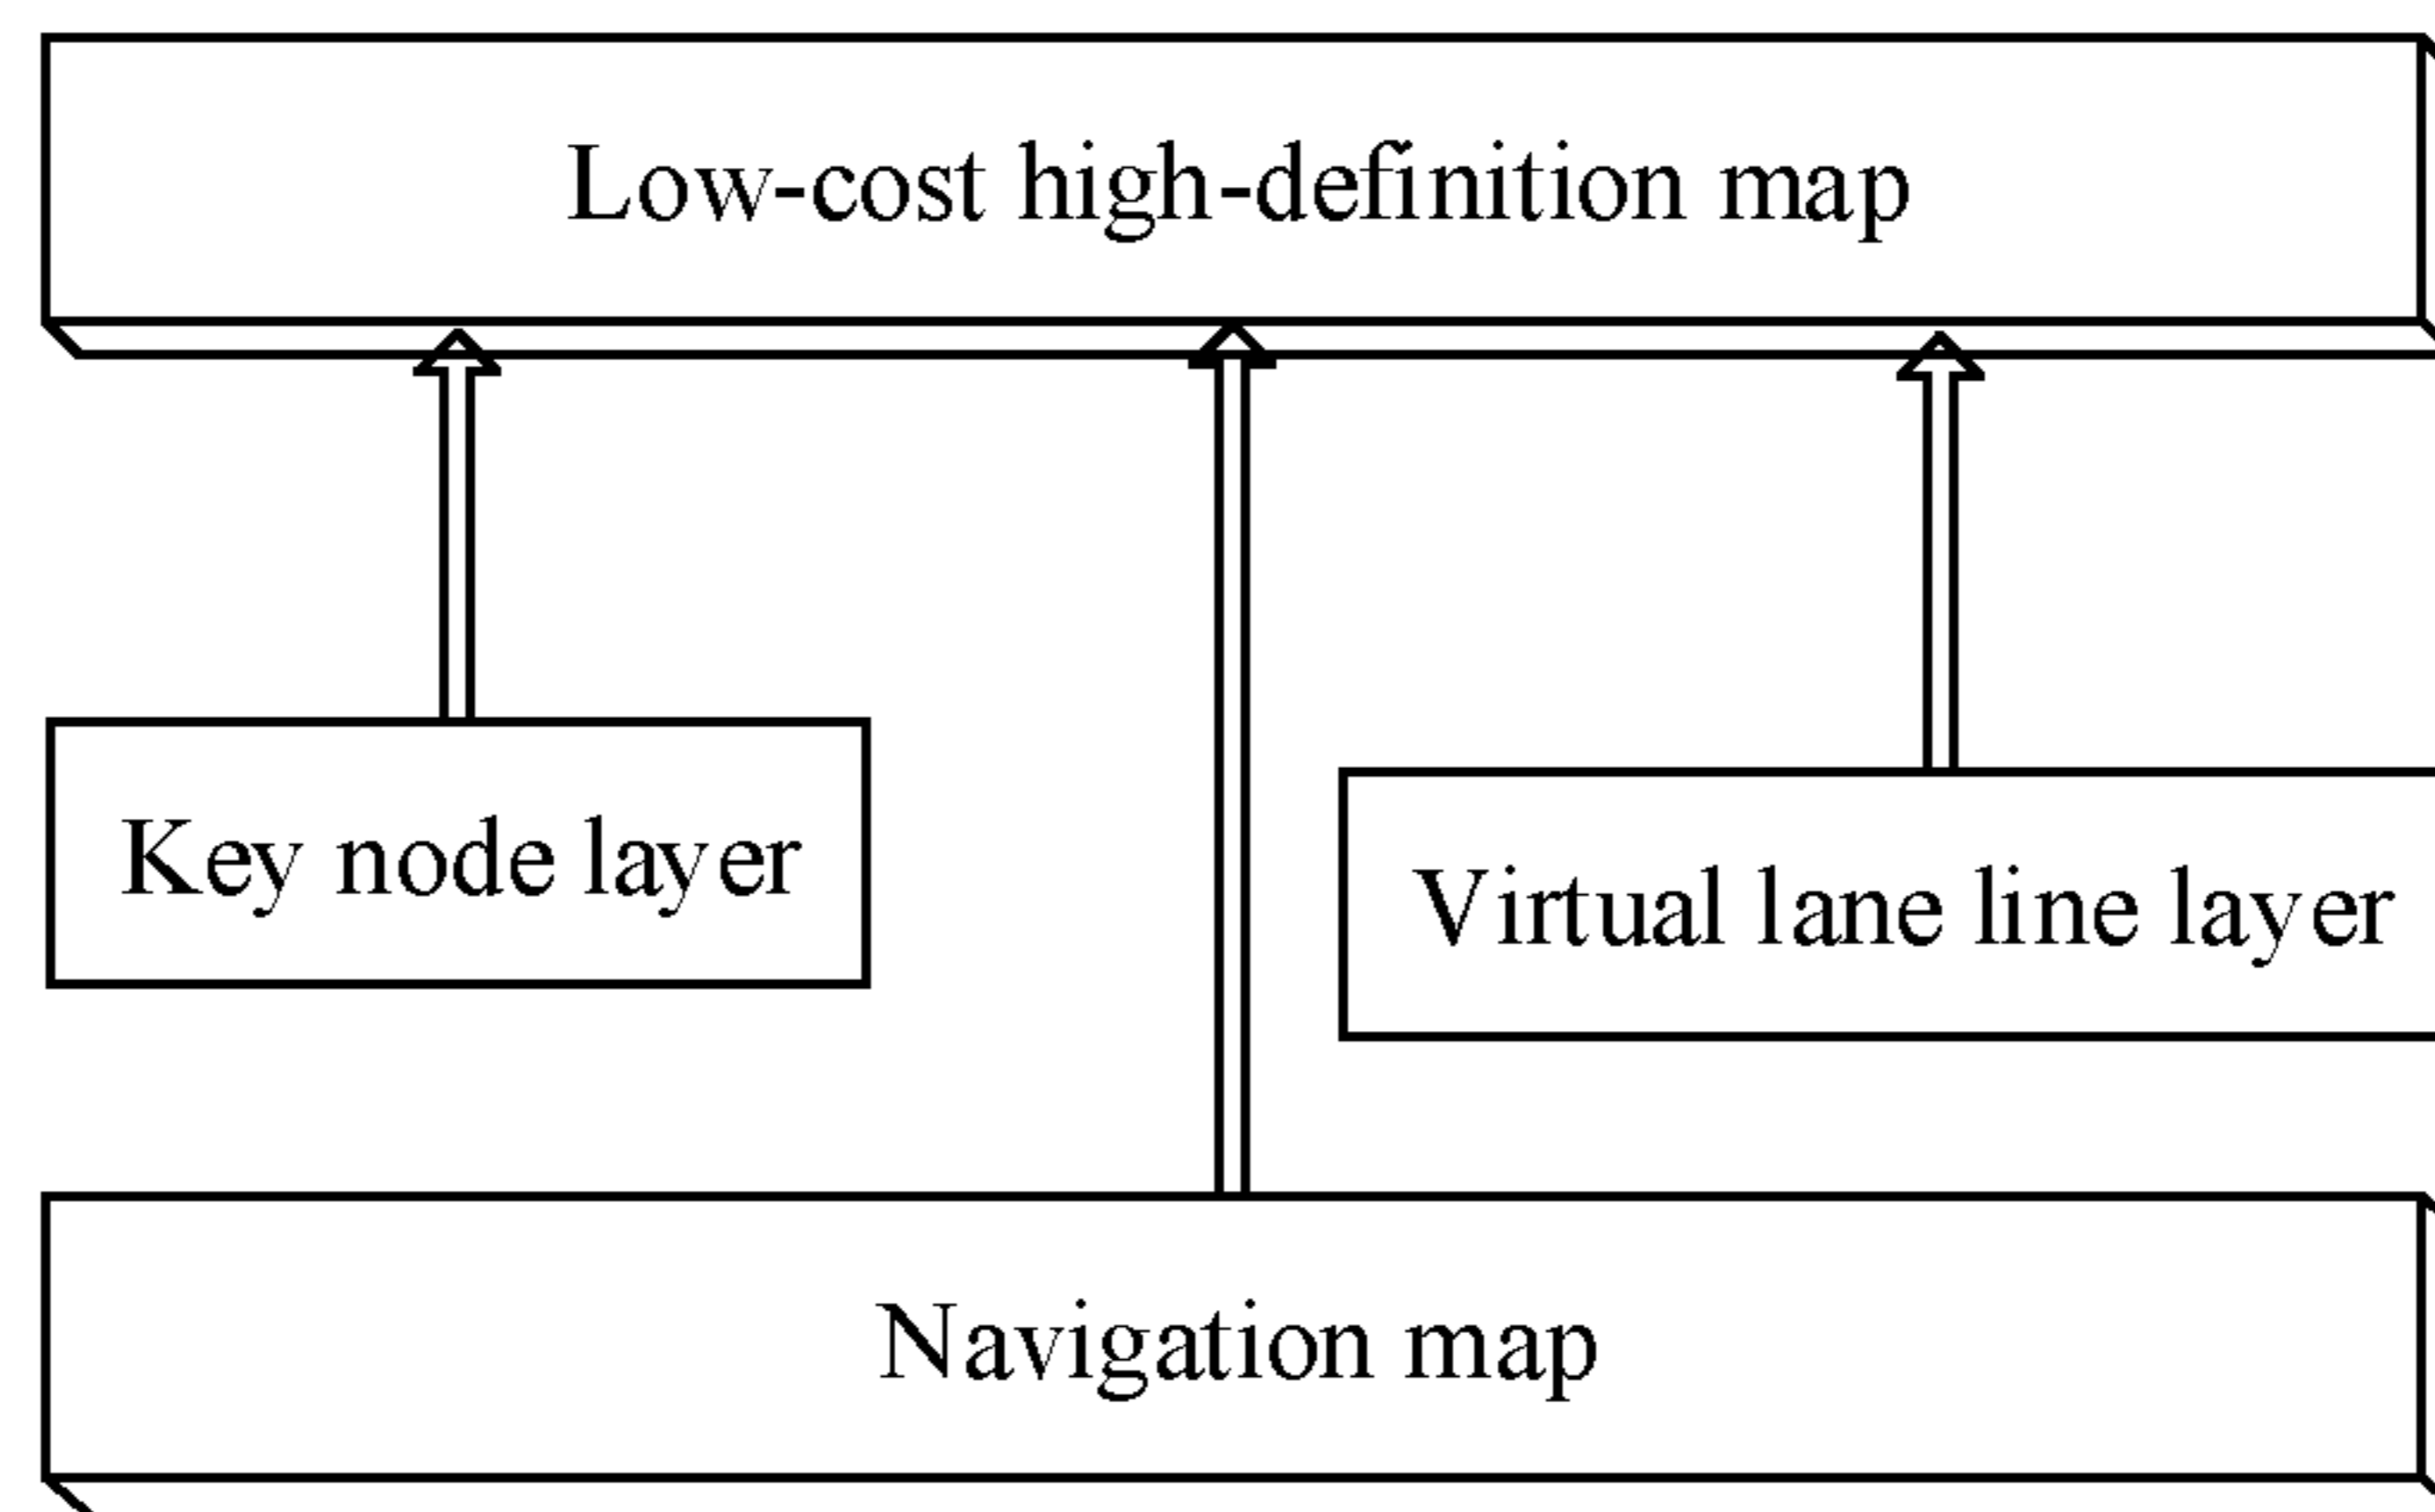 Low-cost high-definition map
Key node layer
Virtual lane line layer
Navigation map